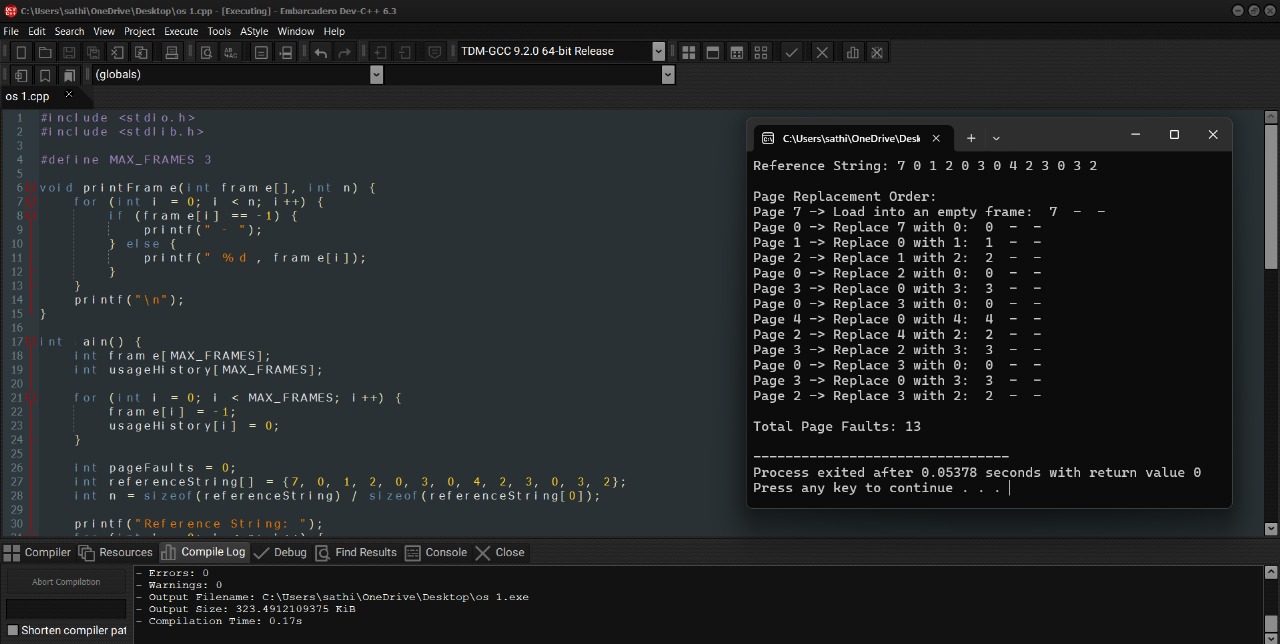 C:\Users\sathi\OneDrive\Desktop\os 1.cpp - [Executing] - Embarcadero Dev-C++ 6.3
File Edit Search View Project Execute Tools AStyle Window Help
TDM-GCC 9.2.0 64-bit Release
(globals)
os 1.cpp
1 #include <stdio.h>
2 #include <stdlib.h>
3
4 #define MAX_FRAMES 3
5
6 void printFrame(int frame[], int n) {
7 for (int i = 0; i < n; i++) {
8 if (frame[i] == -1) {
9 printf(" - ");
10 } else {
11 printf(" %d , frame[i]);
12 }
13 }
14 printf("\n");
15 }
16
17 int ain() {
18 int frame[MAX_FRAMES];
19 int usageHistory[MAX_FRAMES];
20
21 for (int i = 0; i < MAX_FRAMES; i++) {
22 frame[i] = -1;
23 usageHistory[i] = 0;
24 }
25
26 int pageFaults = 0;
27 int referenceString[] = {7, 0, 1, 2, 0, 3, 0, 4, 2, 3, 0, 3, 2};
28 int n = sizeof(referenceString) / sizeof(referenceString[0]);
29
30 printf("Reference String: ");
C:\Users\sathi\OneDrive\Desk
Reference String: 7 0 1 2 0 3 0 4 2 3 0 3 2
Page Replacement Order:
Page 7 -> Load into an empty frame: 7 - -
Page 0 -> Replace 7 with 0: 0 - -
Page 1 -> Replace 0 with 1: 1 - -
Page 2 -> Replace 1 with 2: 2 - -
Page 0 -> Replace 2 with 0: 0 - -
Page 3 -> Replace 0 with 3: 3 - -
Page 0 -> Replace 3 with 0: 0 - -
Page 4 -> Replace 0 with 4: 4 - -
Page 2 -> Replace 4 with 2: 2 - -
Page 3 -> Replace 2 with 3: 3 - -
Page 0 -> Replace 3 with 0: 0 - -
Page 3 -> Replace 0 with 3: 3 - -
Page 2 -> Replace 3 with 2: 2 - -
Total Page Faults: 13
--------------------------------
Process exited after 0.05378 seconds with return value 0
Press any key to continue . . .
Compiler Resources Compile Log Debug Find Results Console Close
Abort Compilation
Shorten compiler pat
- Errors: 0
- Warnings: 0
- Output Filename: C:\Users\sathi\OneDrive\Desktop\os 1.exe
- Output Size: 323.4912109375 KiB
- Compilation Time: 0.17s